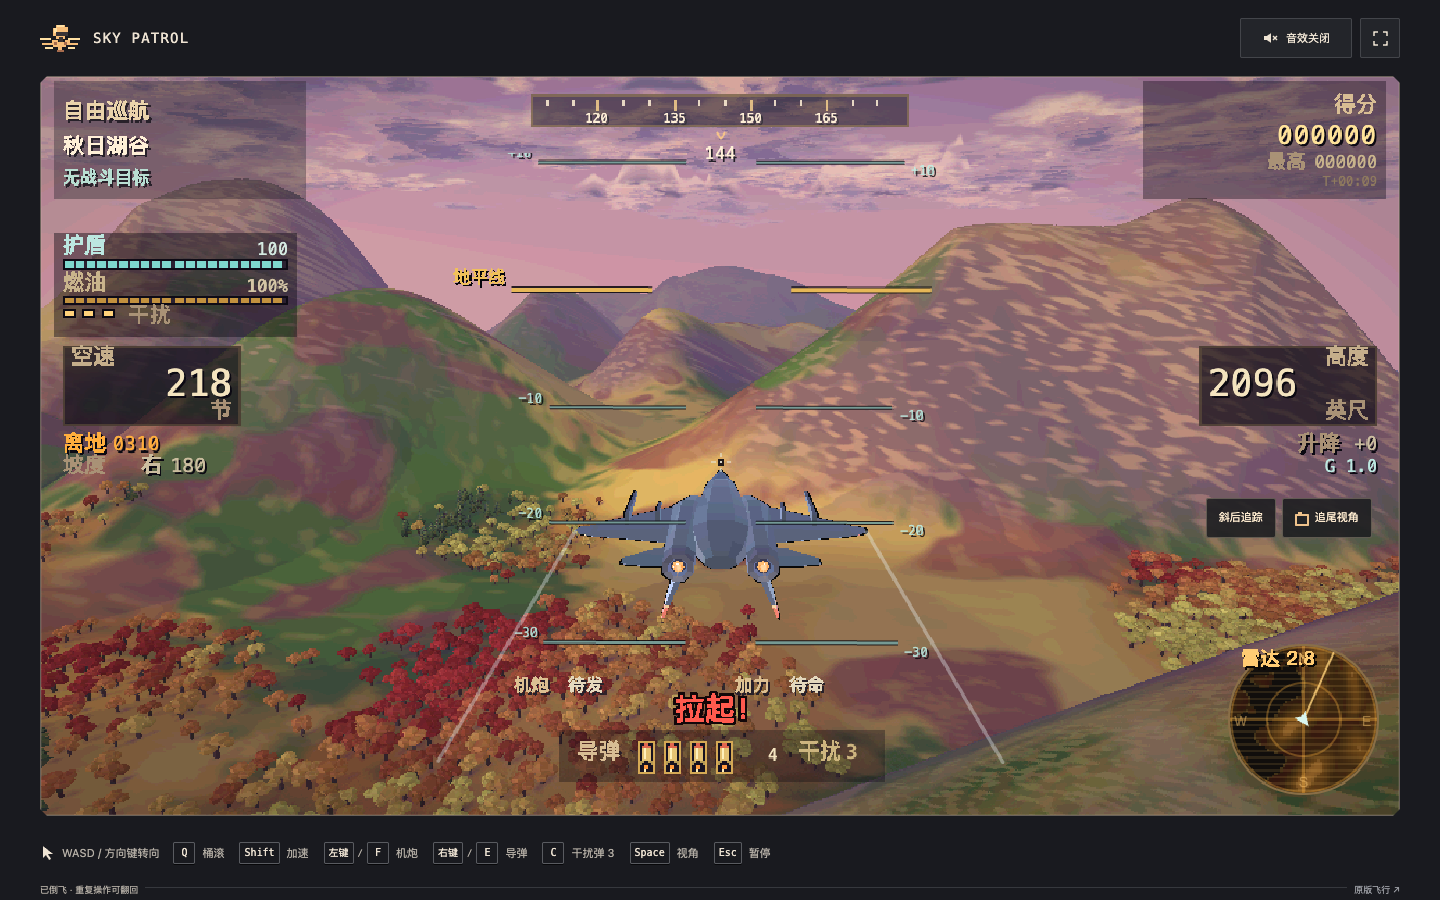 SKY PATROL
音效关闭
自由巡航
秋日湖谷
无战斗目标
120 135 150 165
144
+10
得分
000000
最高 000000
T+00:09
护盾 100
燃油 100%
干扰
地平线
空速
218
节
离地 0310
坡度 右 180
高度
2096
英尺
升降 +0
G 1.0
-10 -10
-20 -20
-30 -30
斜后追踪
追尾视角
机炮 待发 加力 待命
拉起!
导弹 4 干扰 3
雷达 2.8
W E
S
WASD / 方向键转向 Q 桶滚 Shift 加速 左键 / F 机炮 右键 / E 导弹 C 干扰弹 3 Space 视角 Esc 暂停
已倒飞 · 重复操作可翻回
原版飞行 ↗